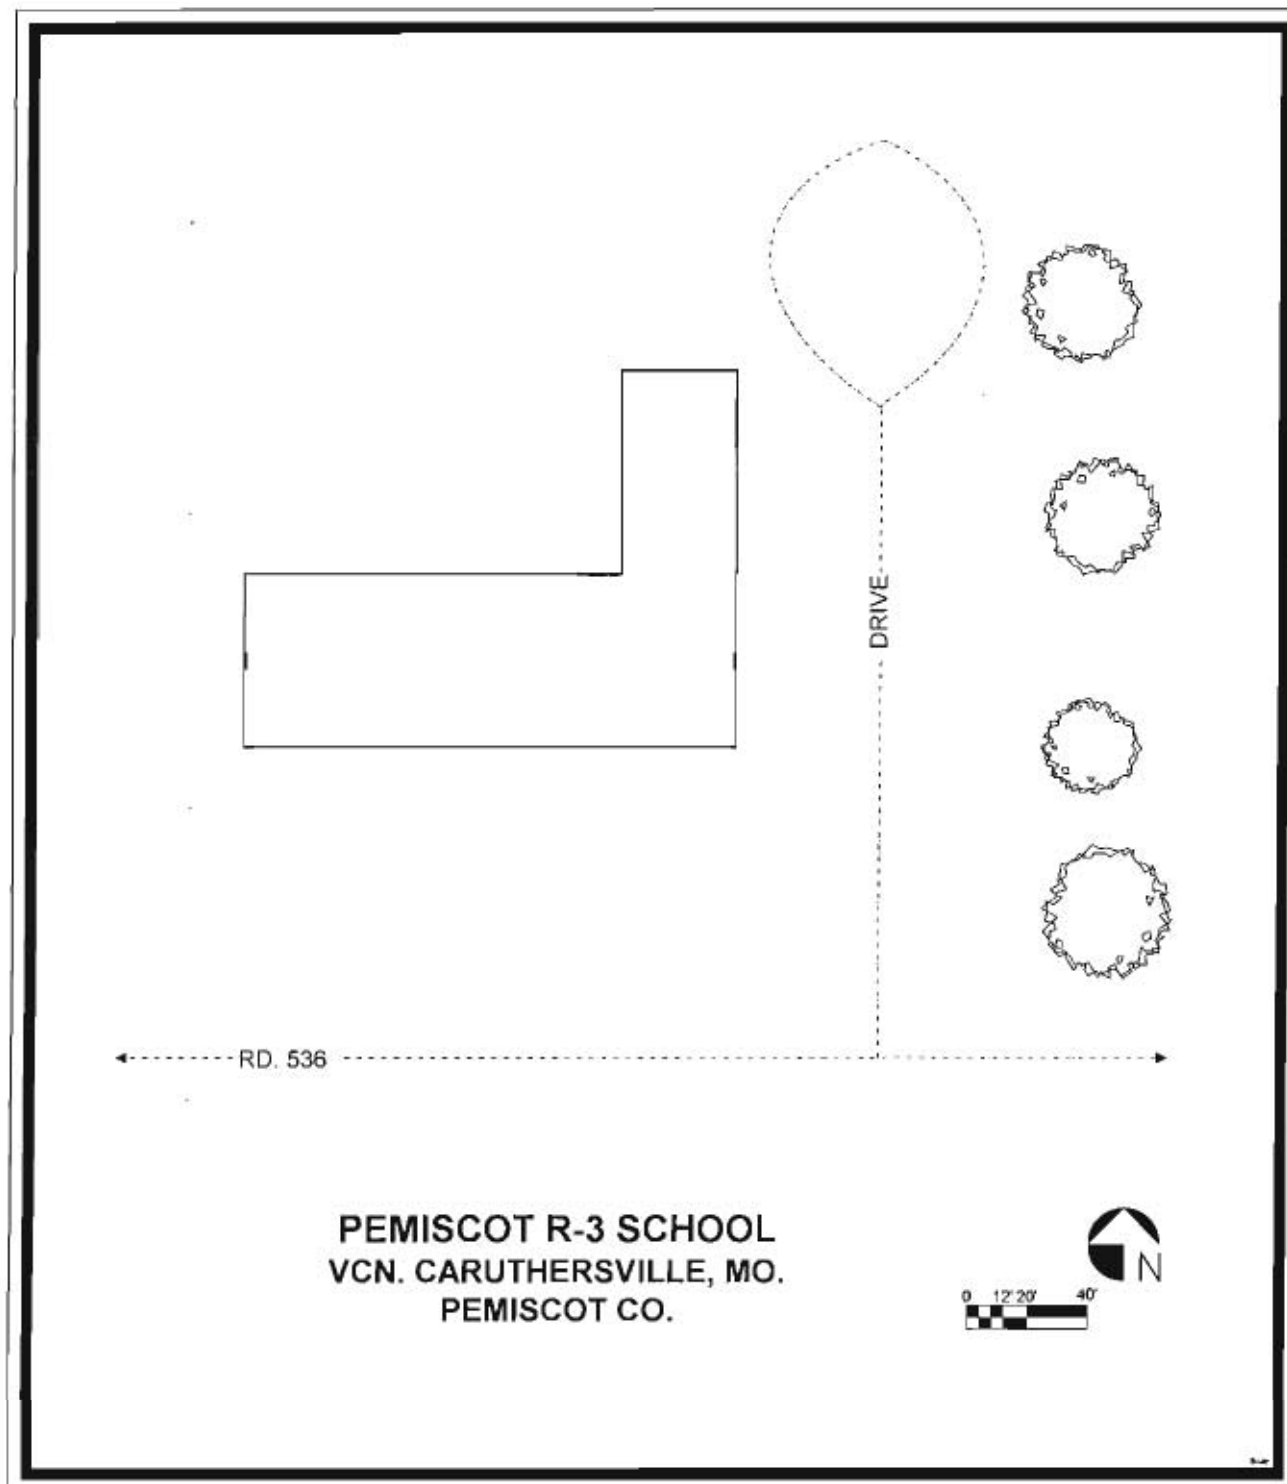 DRIVE
RD. 536
PEMISCOT R-3 SCHOOL
VCN. CARUTHERSVILLE, MO.
PEMISCOT CO.
N
0 12' 20' 40'